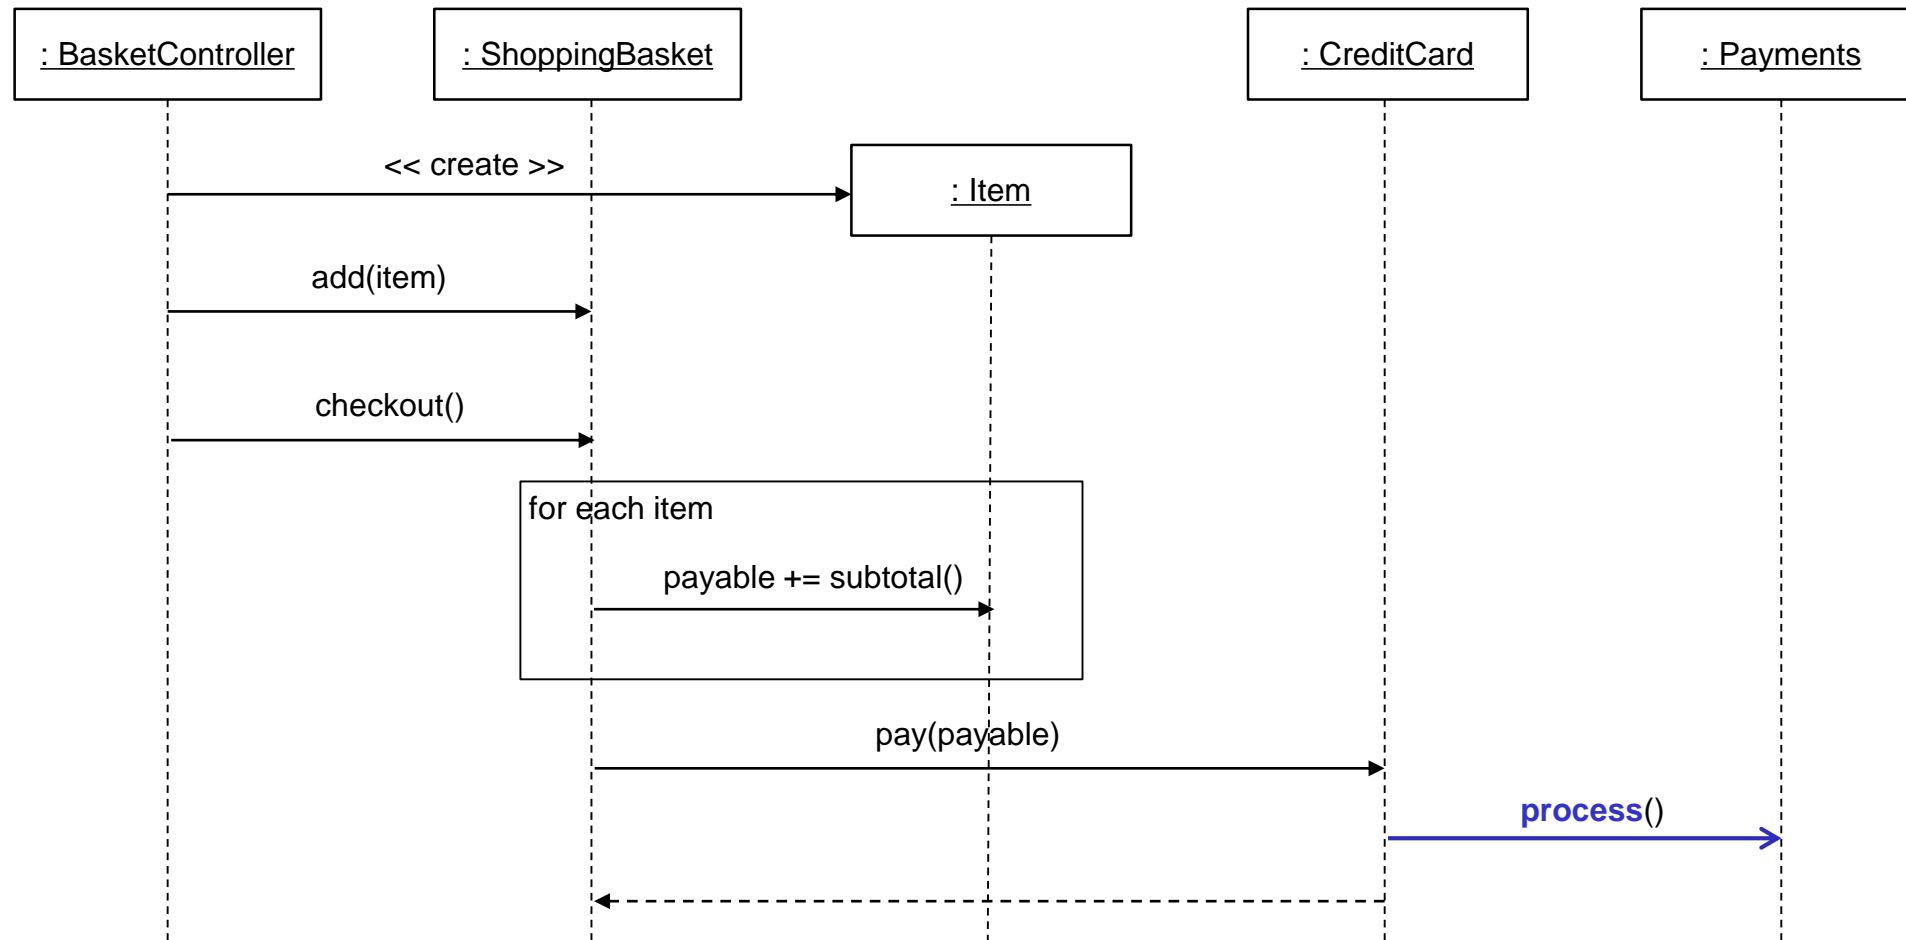 : BasketController
: ShoppingBasket
: CreditCard
: Payments
<< create >>
: Item
add(item)
checkout()
for each item
payable += subtotal()
pay(payable)
process()